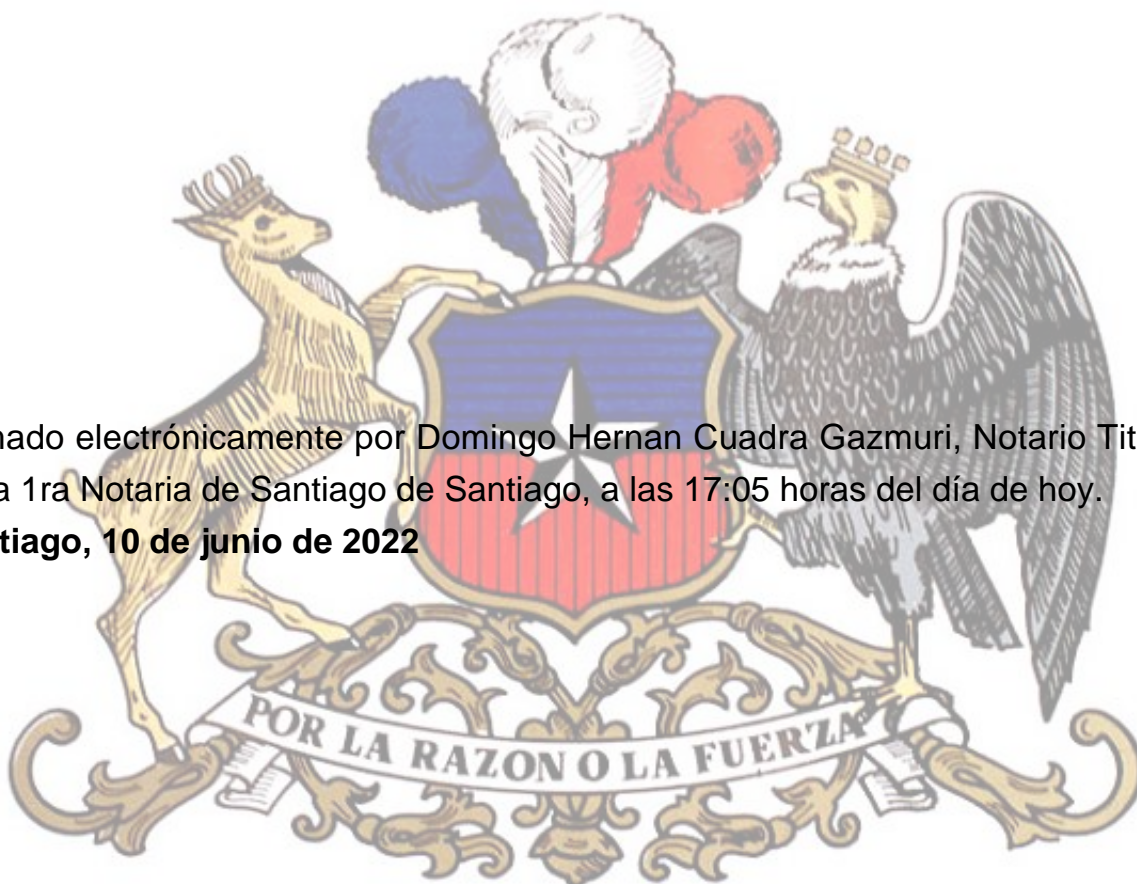 nado electrónicamente por Domingo Hernan Cuadra Gazmuri, Notario Tit
a 1ra Notaria de Santiago de Santiago, a las 17:05 horas del día de hoy.
tiago, 10 de junio de 2022
POR LA RAZON O LA FUERZA